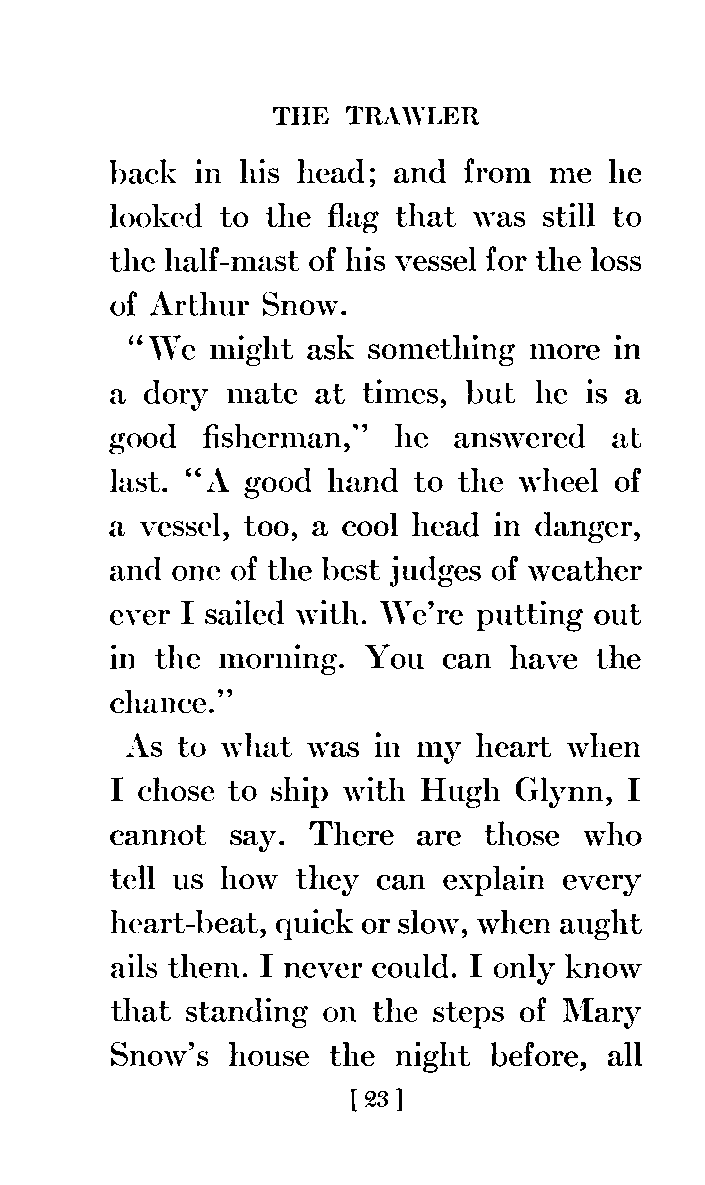 THE TRAWLER
back in his head; and from me he
looked to the flag that was still to
the half-mast of his vessel for the loss
of Arthur Snow.
“We might ask something more in
a dory mate at times, but he is a
good fisherman,” he answered at
last. “A good hand to the wheel of
a vessel, too, a cool head in danger,
and one of the best judges of weather
ever I sailed with. We’re putting out
in the morning. You can have the
chance.”
As to what was in my heart when
I chose to ship with Hugh Glynn, I
cannot say. There are those who
tell us how they can explain every
heart-beat, quick or slow, when aught
ails them. I never could. I only know
that standing on the steps of Mary
Snow’s house the night before, all
[ 23 ]